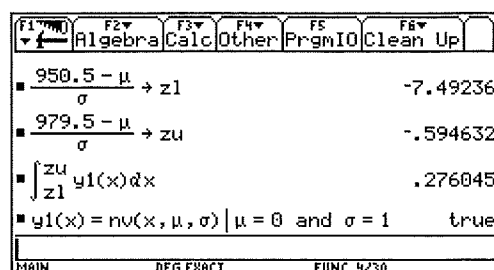 F1 F2 F3 F4 F5 F6
Algebra Calc Other PrgmIO Clean Up
▪ (950.5 − μ)/σ → zl -7.49236
▪ (979.5 − μ)/σ → zu -.594632
▪ ∫ zu zl y1(x)dx .276045
▪ y1(x) = nv(x, μ, σ) | μ = 0 and σ = 1 true
MAIN DEG EXACT FUNC 4/30